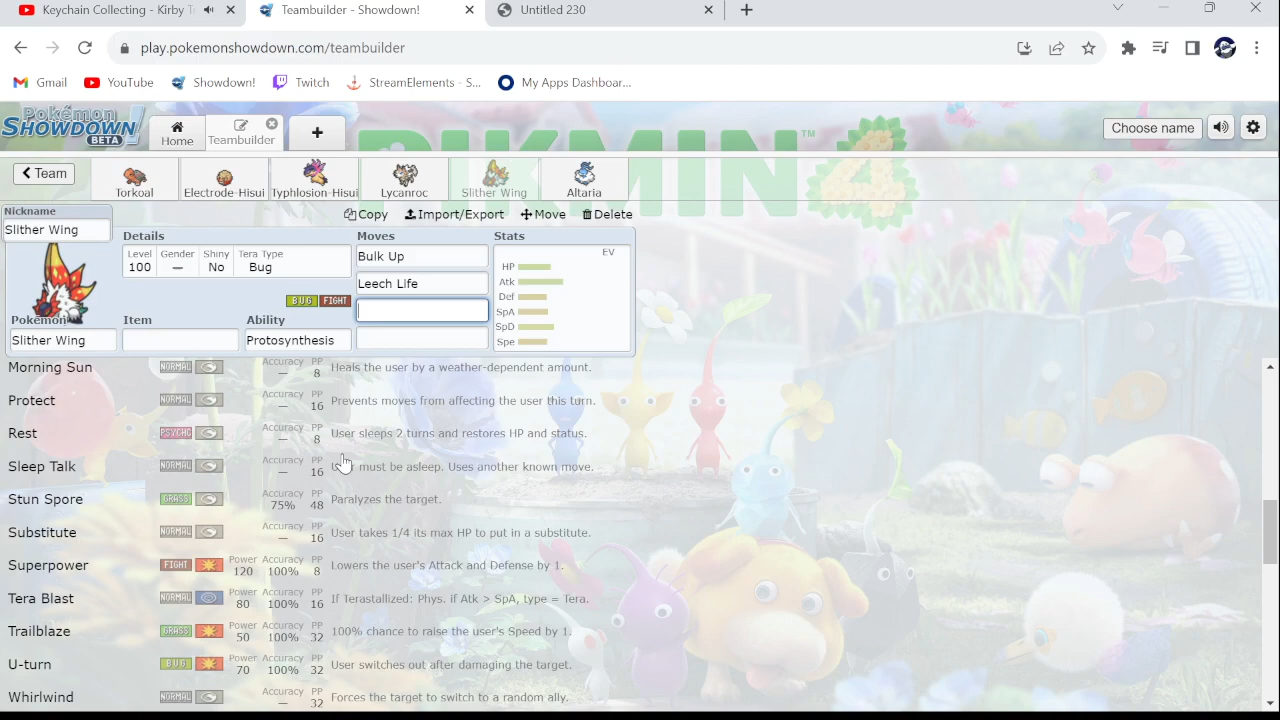 Keychain Collecting - Kirby Tr
Teambuilder - Showdown!
Untitled 230
play.pokemonshowdown.com/teambuilder
Gmail
YouTube
Showdown!
Twitch
StreamElements - S...
My Apps Dashboar...
Pokémon
SHOWDOWN!
BETA
Home
Teambuilder
Choose name
PIKMIN 4
TM
Team
Torkoal
Electrode-Hisui
Typhlosion-Hisui
Lycanroc
Slither Wing
Altaria
Copy Import/Export Move Delete
Nickname
Slither Wing
Details
Level Gender Shiny Tera Type
100 — No Bug
BUG FIGHT
Pokémon
Slither Wing
Item
Ability
Protosynthesis
Moves
Bulk Up
Leech Life
Stats
EV
HP
Atk
Def
SpA
SpD
Spe
Morning Sun NORMAL Accuracy — PP 8 Heals the user by a weather-dependent amount.
Protect NORMAL Accuracy — PP 16 Prevents moves from affecting the user this turn.
Rest PSYCHC Accuracy — PP 8 User sleeps 2 turns and restores HP and status.
Sleep Talk NORMAL Accuracy — PP 16 must be asleep. Uses another known move.
Stun Spore GRASS Accuracy 75% PP 48 Paralyzes the target.
Substitute NORMAL Accuracy — PP 16 User takes 1/4 its max HP to put in a substitute.
Superpower FIGHT Power 120 Accuracy 100% PP 8 Lowers the user's Attack and Defense by 1.
Tera Blast NORMAL Power 80 Accuracy 100% PP 16 If Terastallized: Phys. if Atk > SpA, type = Tera.
Trailblaze GRASS Power 50 Accuracy 100% PP 32 100% chance to raise the user's Speed by 1.
U-turn BUG Power 70 Accuracy 100% PP 32 User switches out after damaging the target.
Whirlwind NORMAL Accuracy — PP 32 Forces the target to switch to a random ally.